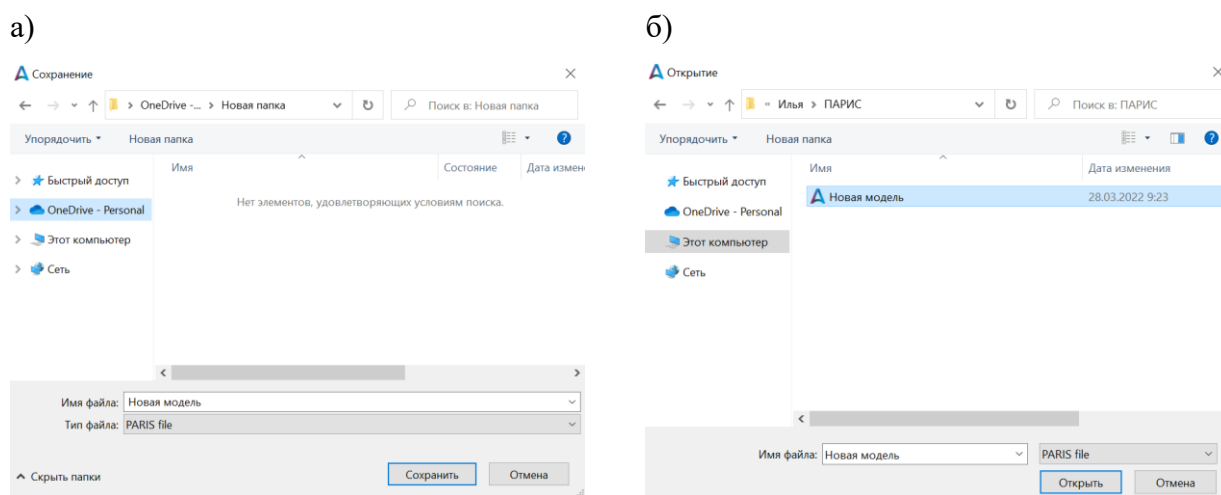 а)
Сохранение
OneDrive -... > Новая папка
Поиск в: Новая папка
Упорядочить
Новая папка
Имя
Состояние
Дата измен
Быстрый доступ
Нет элементов, удовлетворяющих условиям поиска.
OneDrive - Personal
Этот компьютер
Сеть
Имя файла: Новая модель
Тип файла: PARIS file
Скрыть папки
Сохранить
Отмена
б)
Открытие
« Илья > ПАРИС
Поиск в: ПАРИС
Упорядочить
Новая папка
Имя
Дата изменения
Быстрый доступ
Новая модель
28.03.2022 9:23
OneDrive - Personal
Этот компьютер
Сеть
Имя файла: Новая модель
PARIS file
Открыть
Отмена